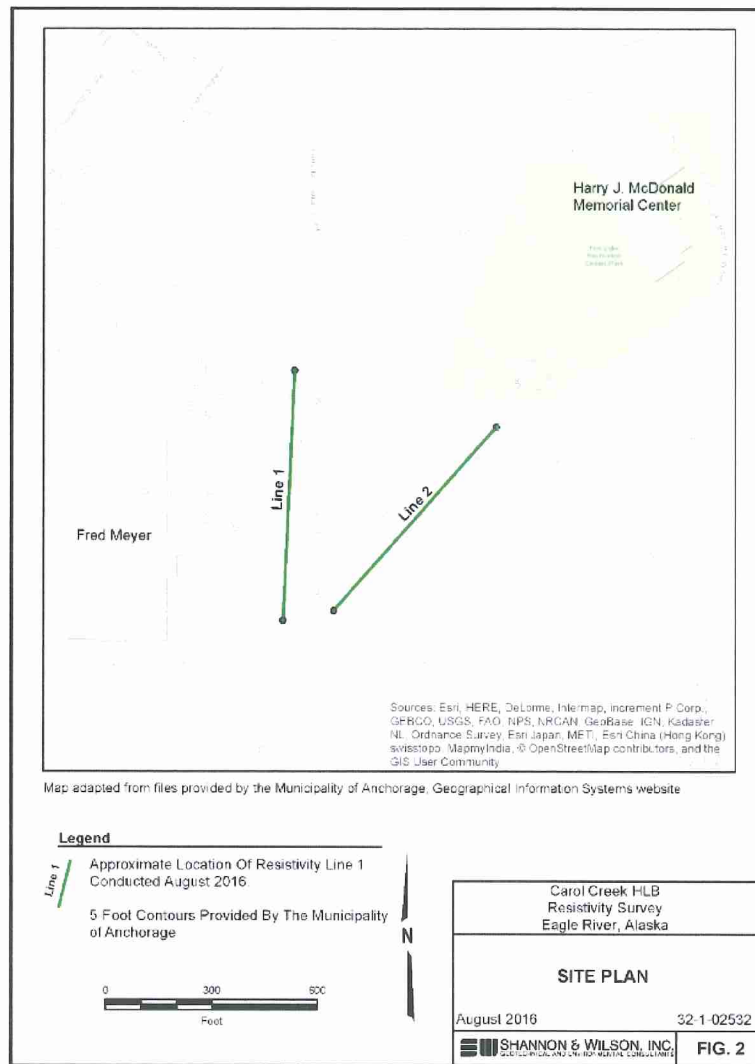 Harry J. McDonald
Memorial Center
Line 1
Line 2
Fred Meyer
Sources: Esri, HERE, DeLorme, Intermap, increment P Corp.,
GEBCO, USGS, FAO, NPS, NRCAN, GeoBase, IGN, Kadaster
NL, Ordnance Survey, Esri Japan, METI, Esri China (Hong Kong)
swisstopo, MapmyIndia, © OpenStreetMap contributors, and the
GIS User Community
Map adapted from files provided by the Municipality of Anchorage, Geographical Information Systems website
Legend
Line 1
Approximate Location Of Resistivity Line 1
Conducted August 2016.
5 Foot Contours Provided By The Municipality
of Anchorage
N
0 300 600
Feet
Carol Creek HLB
Resistivity Survey
Eagle River, Alaska
SITE PLAN
August 2016 32-1-02532
SHANNON & WILSON, INC.
GEOTECHNICAL AND ENVIRONMENTAL CONSULTANTS
FIG. 2